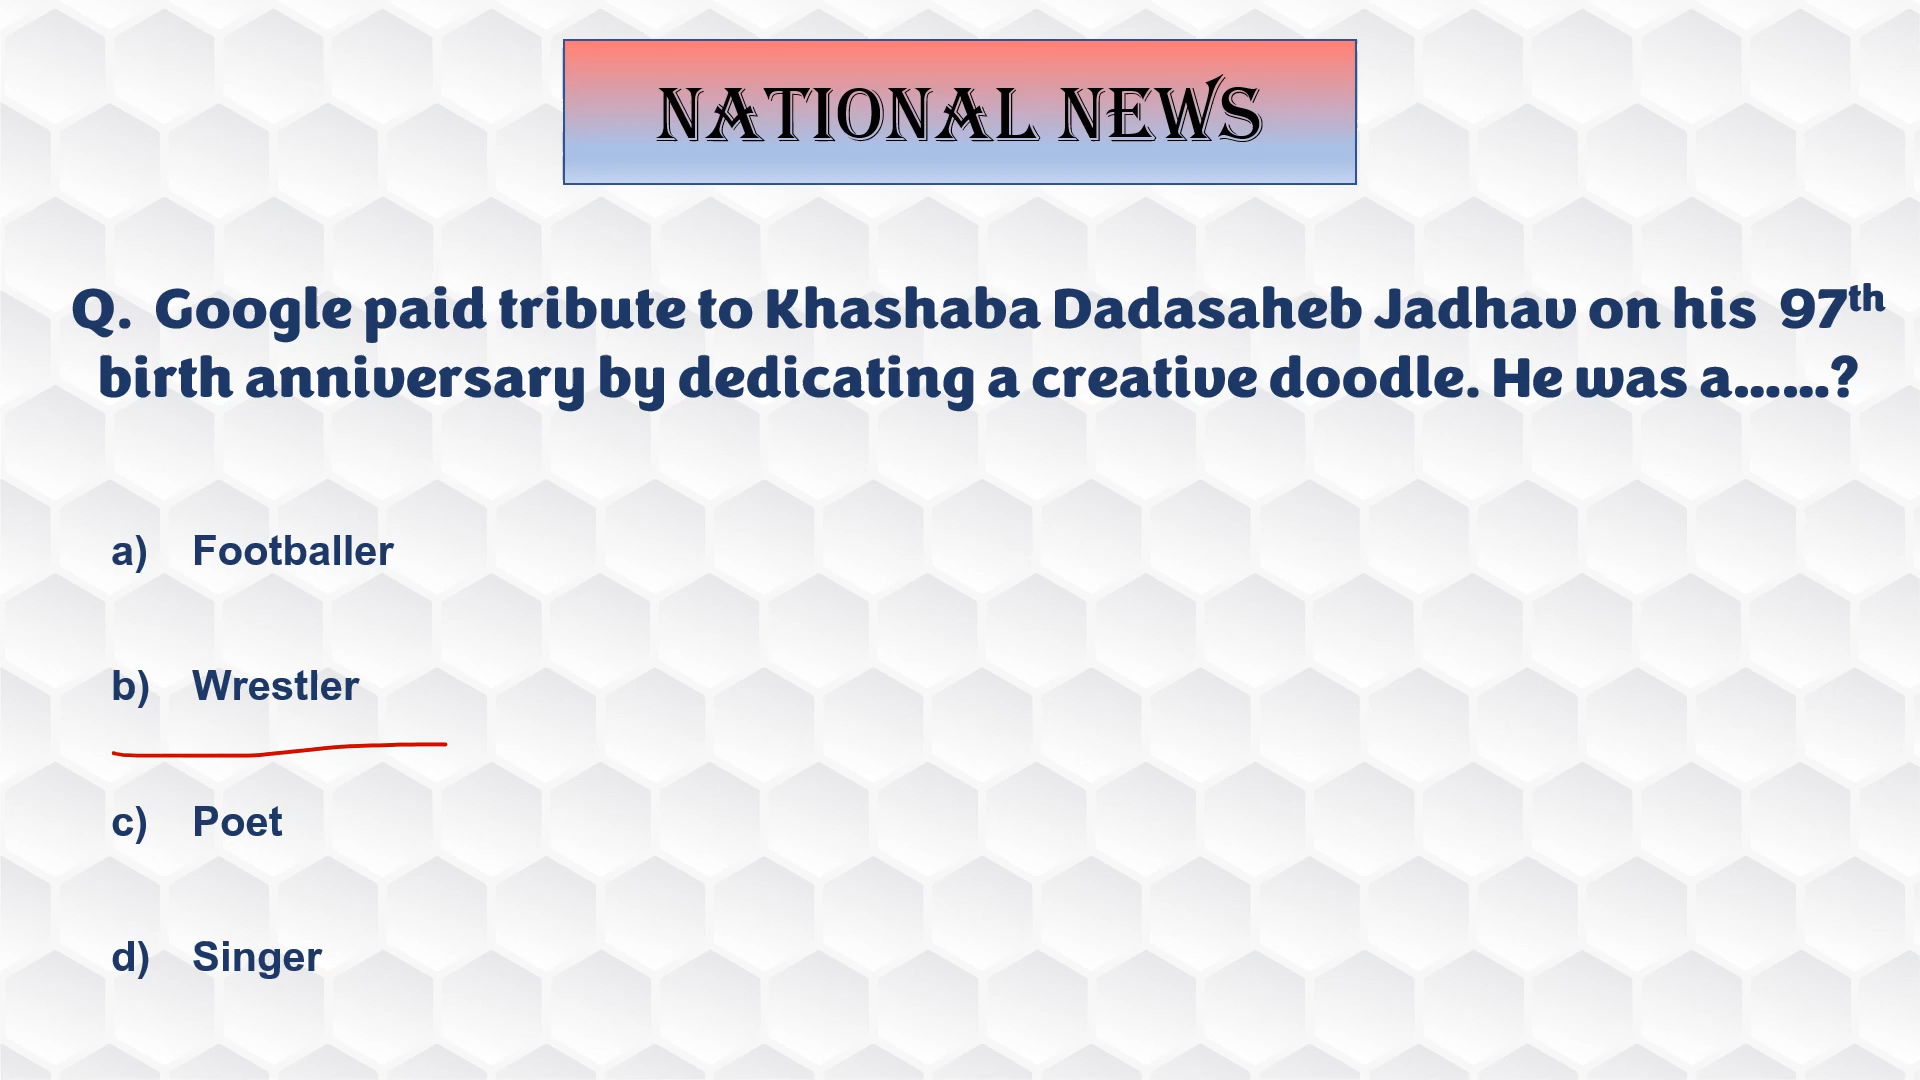 NATIONAL NEWS
Q. Google paid tribute to Khashaba Dadasaheb Jadhav on his 97th
birth anniversary by dedicating a creative doodle. He was a......?
a) Footballer
b) Wrestler
c) Poet
d) Singer